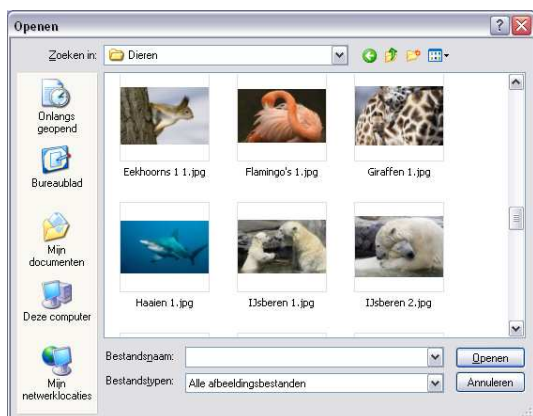 Openen
Zoeken in:
Dieren
Onlangs
geopend
Bureaublad
Mijn
documenten
Deze computer
Mijn
netwerklocaties
Eekhoorns 1 1.jpg
Flamingo's 1.jpg
Giraffen 1.jpg
Haaien 1.jpg
IJsberen 1.jpg
IJsberen 2.jpg
Bestandsnaam:
Openen
Bestandstypen:
Alle afbeeldingsbestanden
Annuleren